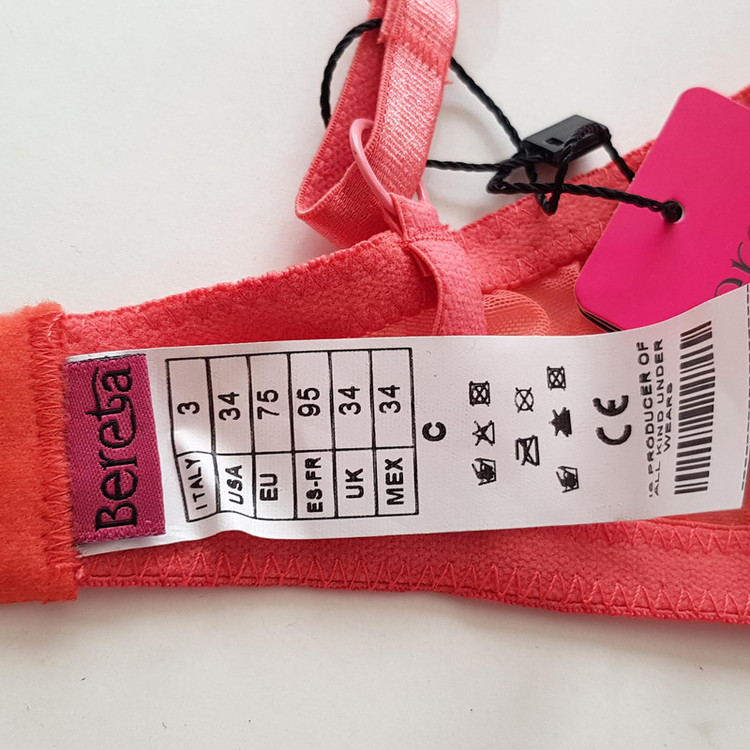 Bereta
ITALY 3
USA 34
EU 75
ES-FR 95
UK 34
MEX 34
C
CE
IS PRODUCER OF
ALL KIND UNDER
WEARS